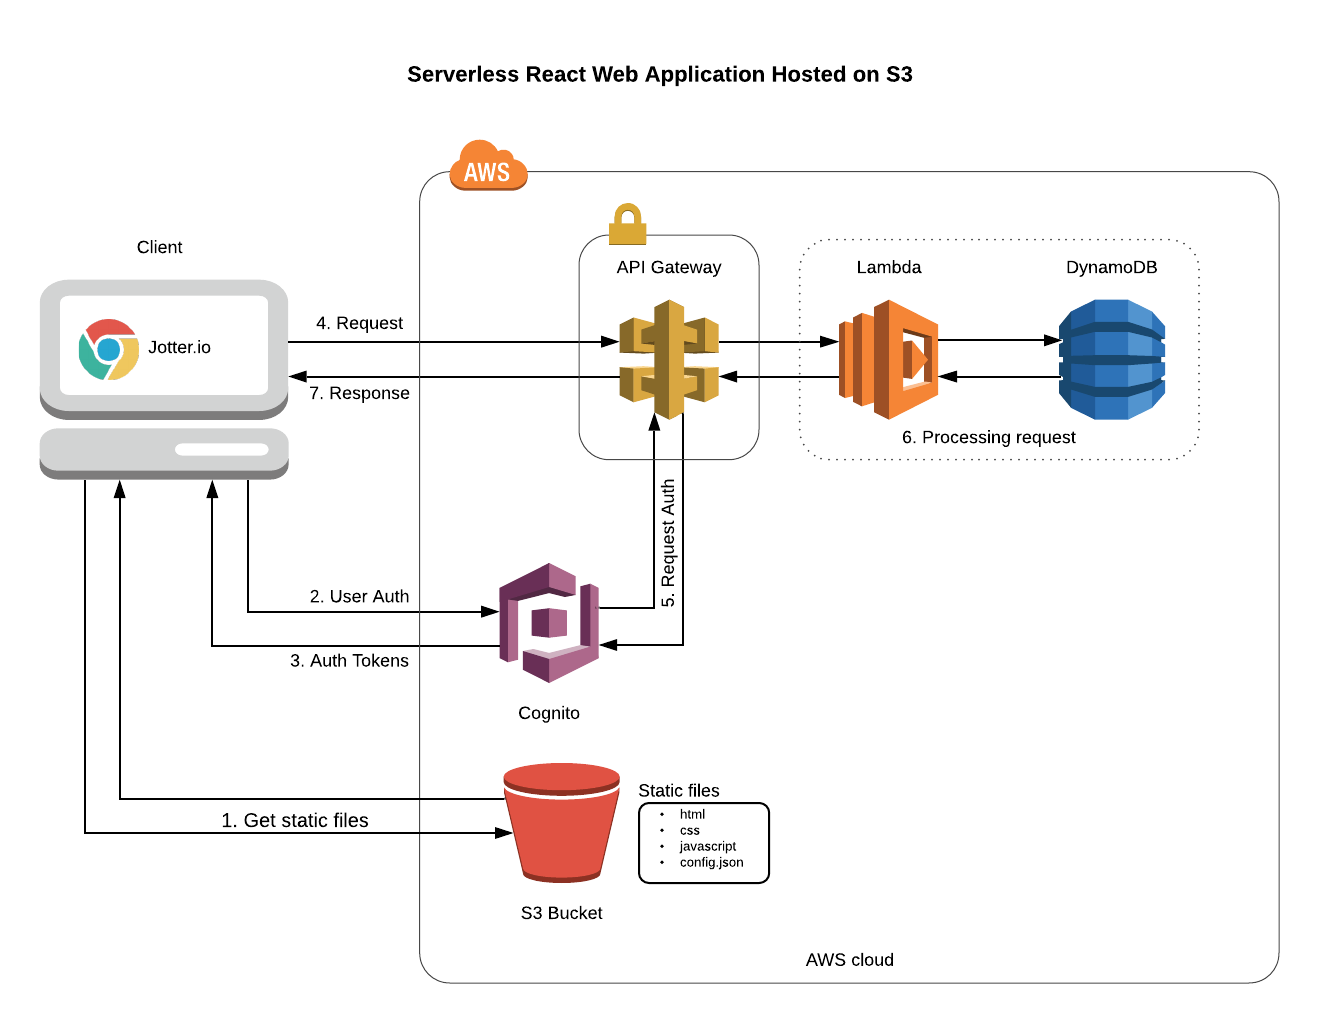 Serverless React Web Application Hosted on S3
AWS
Client
API Gateway
Lambda
DynamoDB
4. Request
Jotter.io
7. Response
6. Processing request
5. Request Auth
2. User Auth
3. Auth Tokens
Cognito
Static files
• html
• css
• javascript
• config.json
1. Get static files
S3 Bucket
AWS cloud